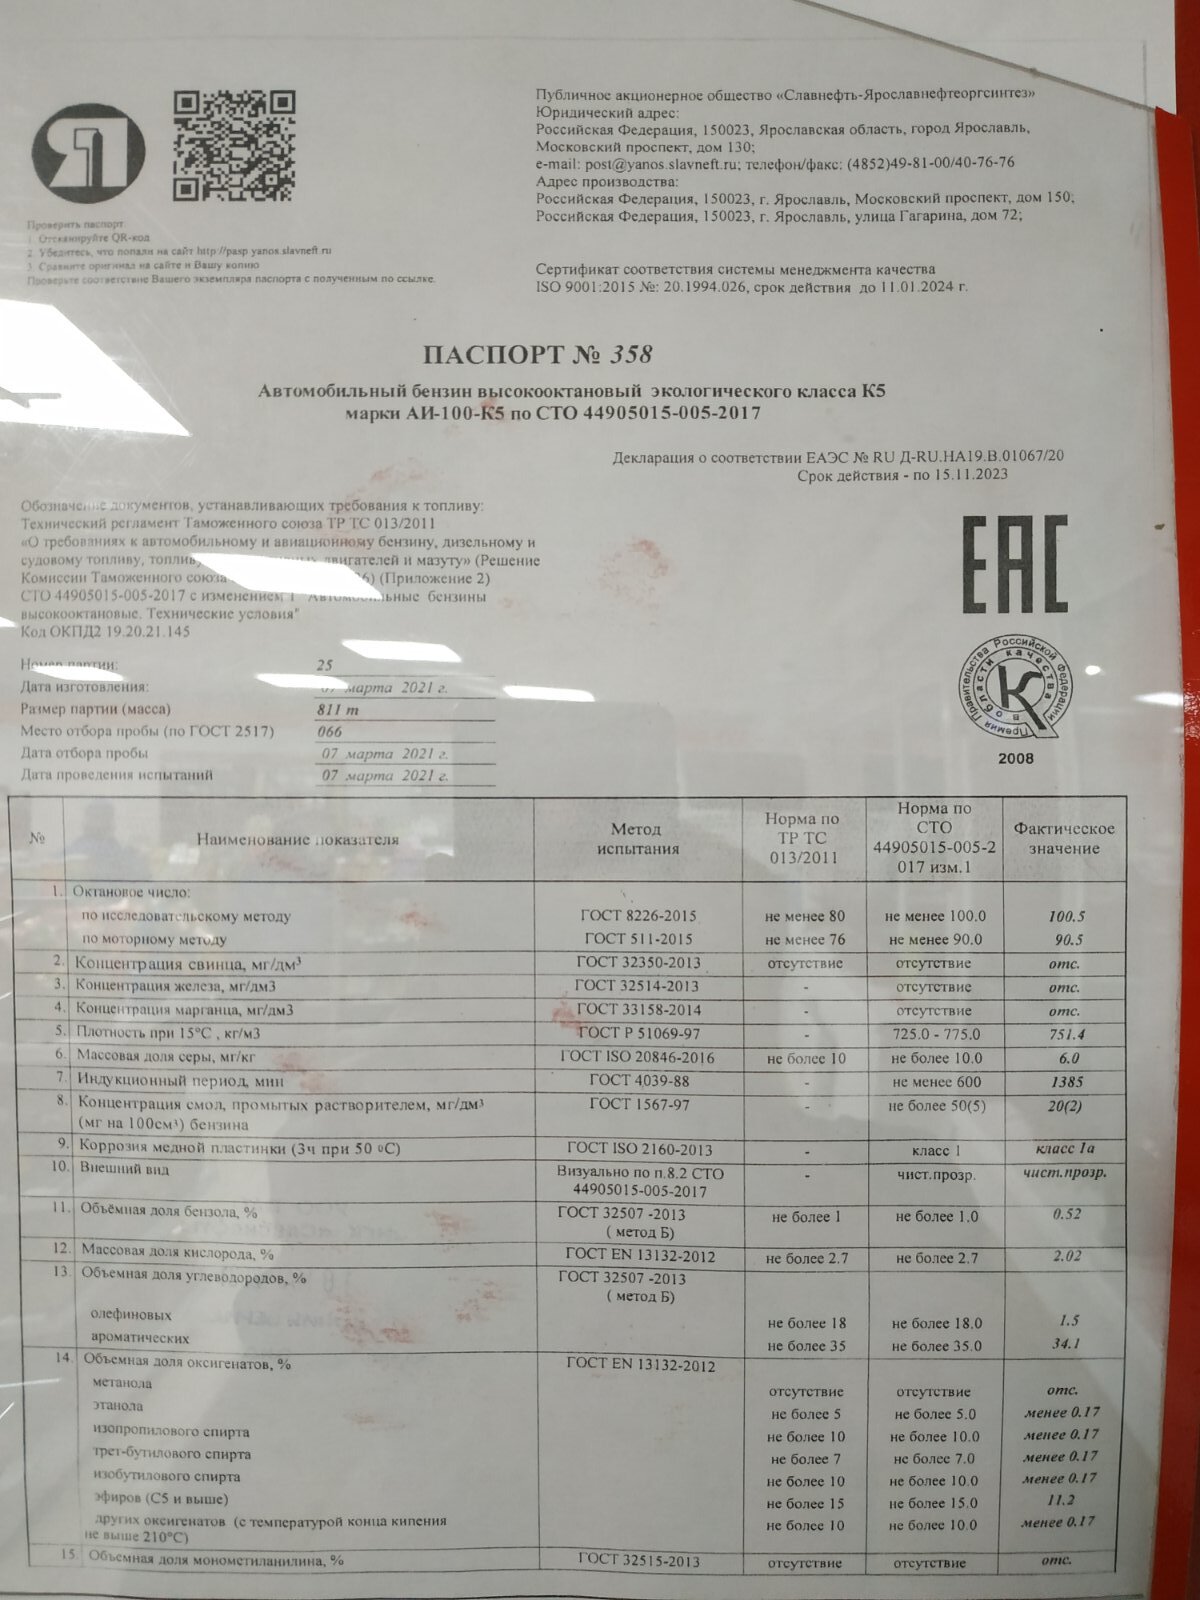 ЯП
Публичное акционерное общество «Славнефть-Ярославнефтеоргсинтез»
Юридический адрес:
Российская Федерация, 150023, Ярославская область, город Ярославль,
Московский проспект, дом 130;
e-mail: post@yanos.slavneft.ru; телефон/факс: (4852)49-81-00/40-76-76
Адрес производства:
Российская Федерация, 150023, г. Ярославль, Московский проспект, дом 150;
Российская Федерация, 150023, г. Ярославль, улица Гагарина, дом 72;
Проверить паспорт
1. Отсканируйте QR-код
2. Убедитесь, что попали на сайт http://pasp.yanos.slavneft.ru
3. Сравните оригинал на сайте и Вашу копию
Проверьте соответствие Вашего экземпляра паспорта с полученным по ссылке.
Сертификат соответствия системы менеджмента качества
ISO 9001:2015 №: 20.1994.026, срок действия до 11.01.2024 г.
ПАСПОРТ № 358
Автомобильный бензин высокооктановый экологического класса К5
марки АИ-100-К5 по СТО 44905015-005-2017
Декларация о соответствии ЕАЭС № RU Д-RU.НА19.В.01067/20
Срок действия - по 15.11.2023
Обозначение документов, устанавливающих требования к топливу:
Технический регламент Таможенного союза ТР ТС 013/2011
«О требованиях к автомобильному и авиационному бензину, дизельному и
судовому топливу, двигателей и мазуту» (Решение
Комиссии Таможенного союза (Приложение 2)
СТО 44905015-005-2017 с изменением 1 "Автомобильные бензины
высокооктановые. Технические условия"
Код ОКПД2 19.20.21.145
EAC
Премия Правительства Российской Федерации
в области качества
2008
Номер партии: 25
Дата изготовления: 07 марта 2021 г.
Размер партии (масса) 811 т
Место отбора пробы (по ГОСТ 2517) 066
Дата отбора пробы 07 марта 2021 г.
Дата проведения испытаний 07 марта 2021 г.
№ Наименование показателя Метод испытания Норма по ТР ТС 013/2011 Норма по СТО 44905015-005-2017 изм.1 Фактическое значение
1. Октановое число:
по исследовательскому методу ГОСТ 8226-2015 не менее 80 не менее 100.0 100.5
по моторному методу ГОСТ 511-2015 не менее 76 не менее 90.0 90.5
2. Концентрация свинца, мг/дм³ ГОСТ 32350-2013 отсутствие отсутствие отс.
3. Концентрация железа, мг/дм3 ГОСТ 32514-2013 - отсутствие отс.
4. Концентрация марганца, мг/дм3 ГОСТ 33158-2014 - отсутствие отс.
5. Плотность при 15°С , кг/м3 ГОСТ Р 51069-97 - 725.0 - 775.0 751.4
6. Массовая доля серы, мг/кг ГОСТ ISO 20846-2016 не более 10 не более 10.0 6.0
7. Индукционный период, мин ГОСТ 4039-88 - не менее 600 1385
8. Концентрация смол, промытых растворителем, мг/дм³ ГОСТ 1567-97 - не более 50(5) 20(2)
(мг на 100см³) бензина
9. Коррозия медной пластинки (3ч при 50 ºС) ГОСТ ISO 2160-2013 - класс 1 класс 1а
10. Внешний вид Визуально по п.8.2 СТО - чист.прозр. чист.прозр.
44905015-005-2017
11. Объёмная доля бензола, % ГОСТ 32507 -2013 не более 1 не более 1.0 0.52
( метод Б)
12. Массовая доля кислорода, % ГОСТ EN 13132-2012 не более 2.7 не более 2.7 2.02
13. Объемная доля углеводородов, % ГОСТ 32507 -2013
( метод Б)
олефиновых не более 18 не более 18.0 1.5
ароматических не более 35 не более 35.0 34.1
14. Объемная доля оксигенатов, % ГОСТ EN 13132-2012
метанола отсутствие отсутствие отс.
этанола не более 5 не более 5.0 менее 0.17
изопропилового спирта не более 10 не более 10.0 менее 0.17
трет-бутилового спирта не более 7 не более 7.0 менее 0.17
изобутилового спирта не более 10 не более 10.0 менее 0.17
эфиров (С5 и выше) не более 15 не более 15.0 11.2
других оксигенатов (с температурой конца кипения не более 10 не более 10.0 менее 0.17
не выше 210°С)
15. Объемная доля монометиланилина, % ГОСТ 32515-2013 отсутствие отсутствие отс.